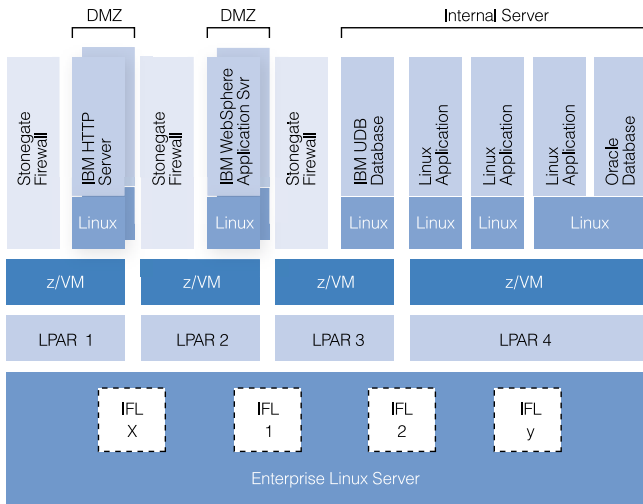 DMZ
DMZ
Internal Server
Stonegate
Firewall
IBM HTTP
Server
Stonegate
Firewall
IBM WebSphere
Application Svr
Stonegate
Firewall
IBM UDB
Database
Linux
Application
Linux
Application
Linux
Application
Oracle
Database
Linux
Linux
Linux
Linux
Linux
Linux
z/VM
z/VM
z/VM
z/VM
LPAR 1
LPAR 2
LPAR 3
LPAR 4
IFL
X
IFL
1
IFL
2
IFL
y
Enterprise Linux Server